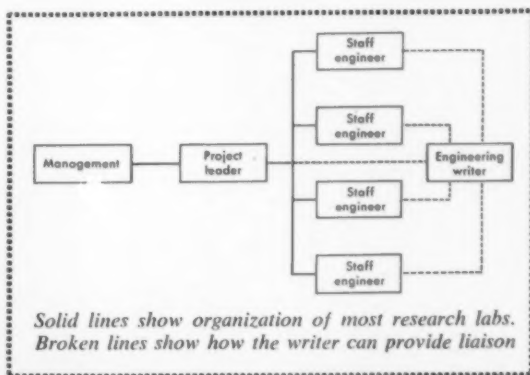 Staff
engineer
Staff
engineer
Management
Project
leader
Engineering
writer
Staff
engineer
Staff
engineer
Solid lines show organization of most research labs.
Broken lines show how the writer can provide liaison